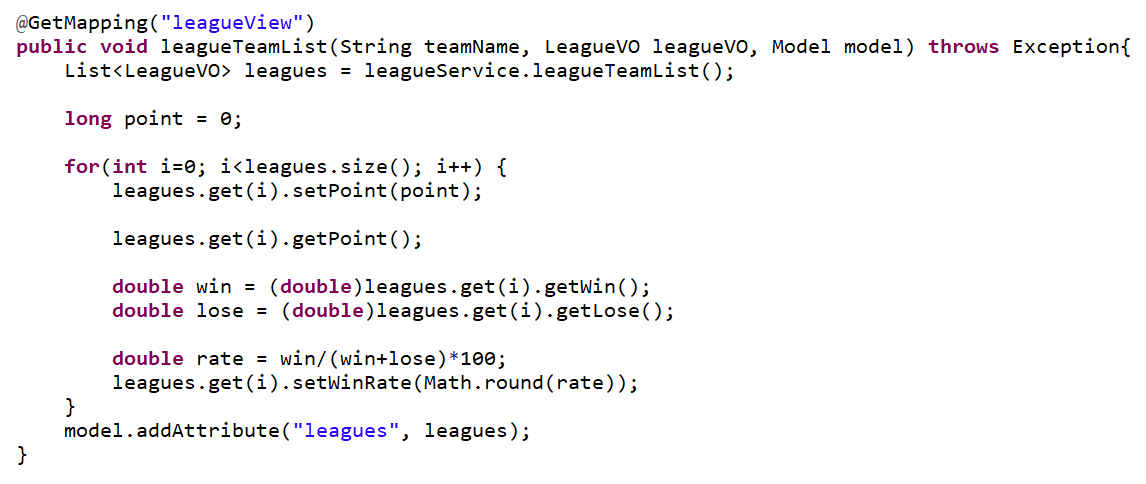 @GetMapping("leagueView")
public void leagueTeamList(String teamName, LeagueVO leagueVO, Model model) throws Exception{
List<LeagueVO> leagues = leagueService.leagueTeamList();
long point = 0;
for(int i=0; i<leagues.size(); i++) {
leagues.get(i).setPoint(point);
leagues.get(i).getPoint();
double win = (double)leagues.get(i).getWin();
double lose = (double)leagues.get(i).getLose();
double rate = win/(win+lose)*100;
leagues.get(i).setWinRate(Math.round(rate));
}
model.addAttribute("leagues", leagues);
}